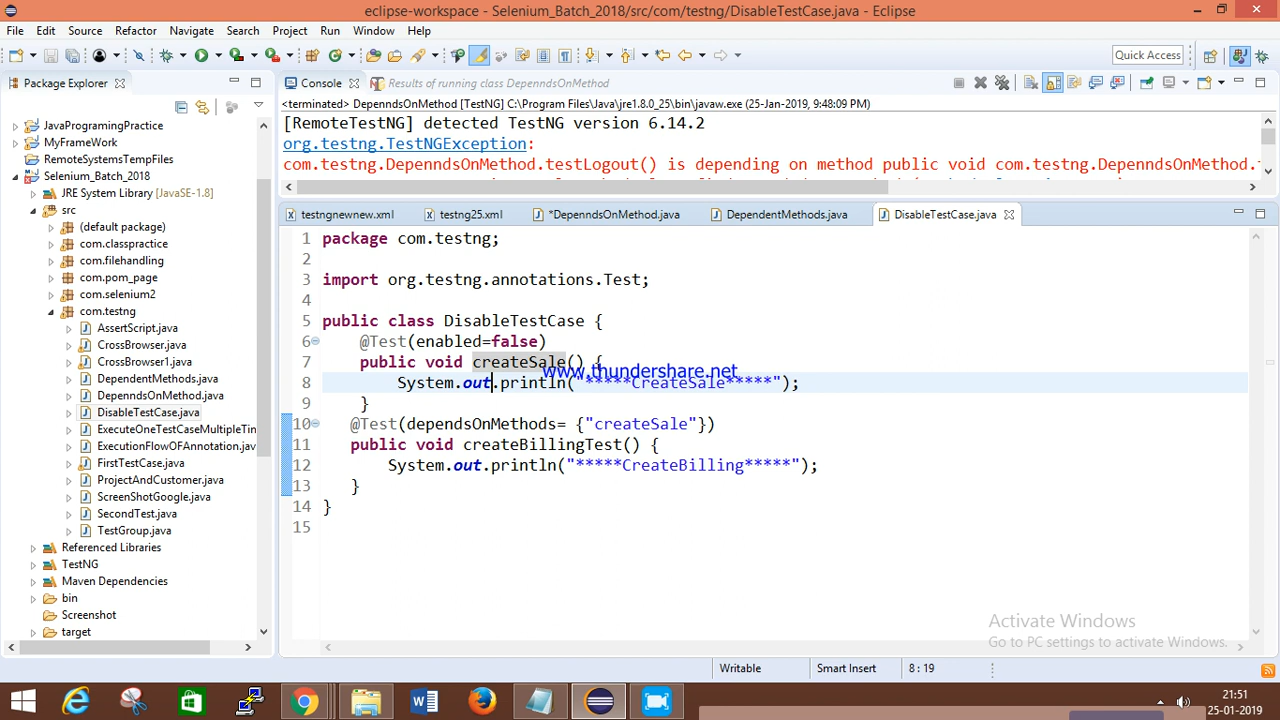 eclipse-workspace - Selenium_Batch_2018/src/com/testng/DisableTestCase.java - Eclipse
File Edit Source Refactor Navigate Search Project Run Window Help
Quick Access
Package Explorer
JavaProgramingPractice
MyFrameWork
RemoteSystemsTempFiles
Selenium_Batch_2018
JRE System Library [JavaSE-1.8]
src
(default package)
com.classpractice
com.filehandling
com.pom_page
com.selenium2
com.testng
AssertScript.java
CrossBrowser.java
CrossBrowser1.java
DependentMethods.java
DepenndsOnMethod.java
DisableTestCase.java
ExecuteOneTestCaseMultipleTin
ExecutionFlowOFAnnotation.java
FirstTestCase.java
ProjectAndCustomer.java
ScreenShotGoogle.java
SecondTest.java
TestGroup.java
Referenced Libraries
TestNG
Maven Dependencies
bin
Screenshot
target
Console Results of running class DepenndsOnMethod
<terminated> DepenndsOnMethod [TestNG] C:\Program Files\Java\jre1.8.0_25\bin\javaw.exe (25-Jan-2019, 9:48:09 PM)
[RemoteTestNG] detected TestNG version 6.14.2
org.testng.TestNGException:
com.testng.DepenndsOnMethod.testLogout() is depending on method public void com.testng.DepenndsOnMethod.
testngnewnew.xml testng25.xml *DepenndsOnMethod.java DependentMethods.java DisableTestCase.java
1 package com.testng;
2
3 import org.testng.annotations.Test;
4
5 public class DisableTestCase {
6 @Test(enabled=false)
7 public void createSale() {
www.thundershare.net
8 System.out.println("*****CreateSale*****");
9 }
10 @Test(dependsOnMethods= {"createSale"})
11 public void createBillingTest() {
12 System.out.println("*****CreateBilling*****");
13 }
14 }
15
Activate Windows
Go to PC settings to activate Windows.
Writable Smart Insert 8 : 19
21:51
25-01-2019